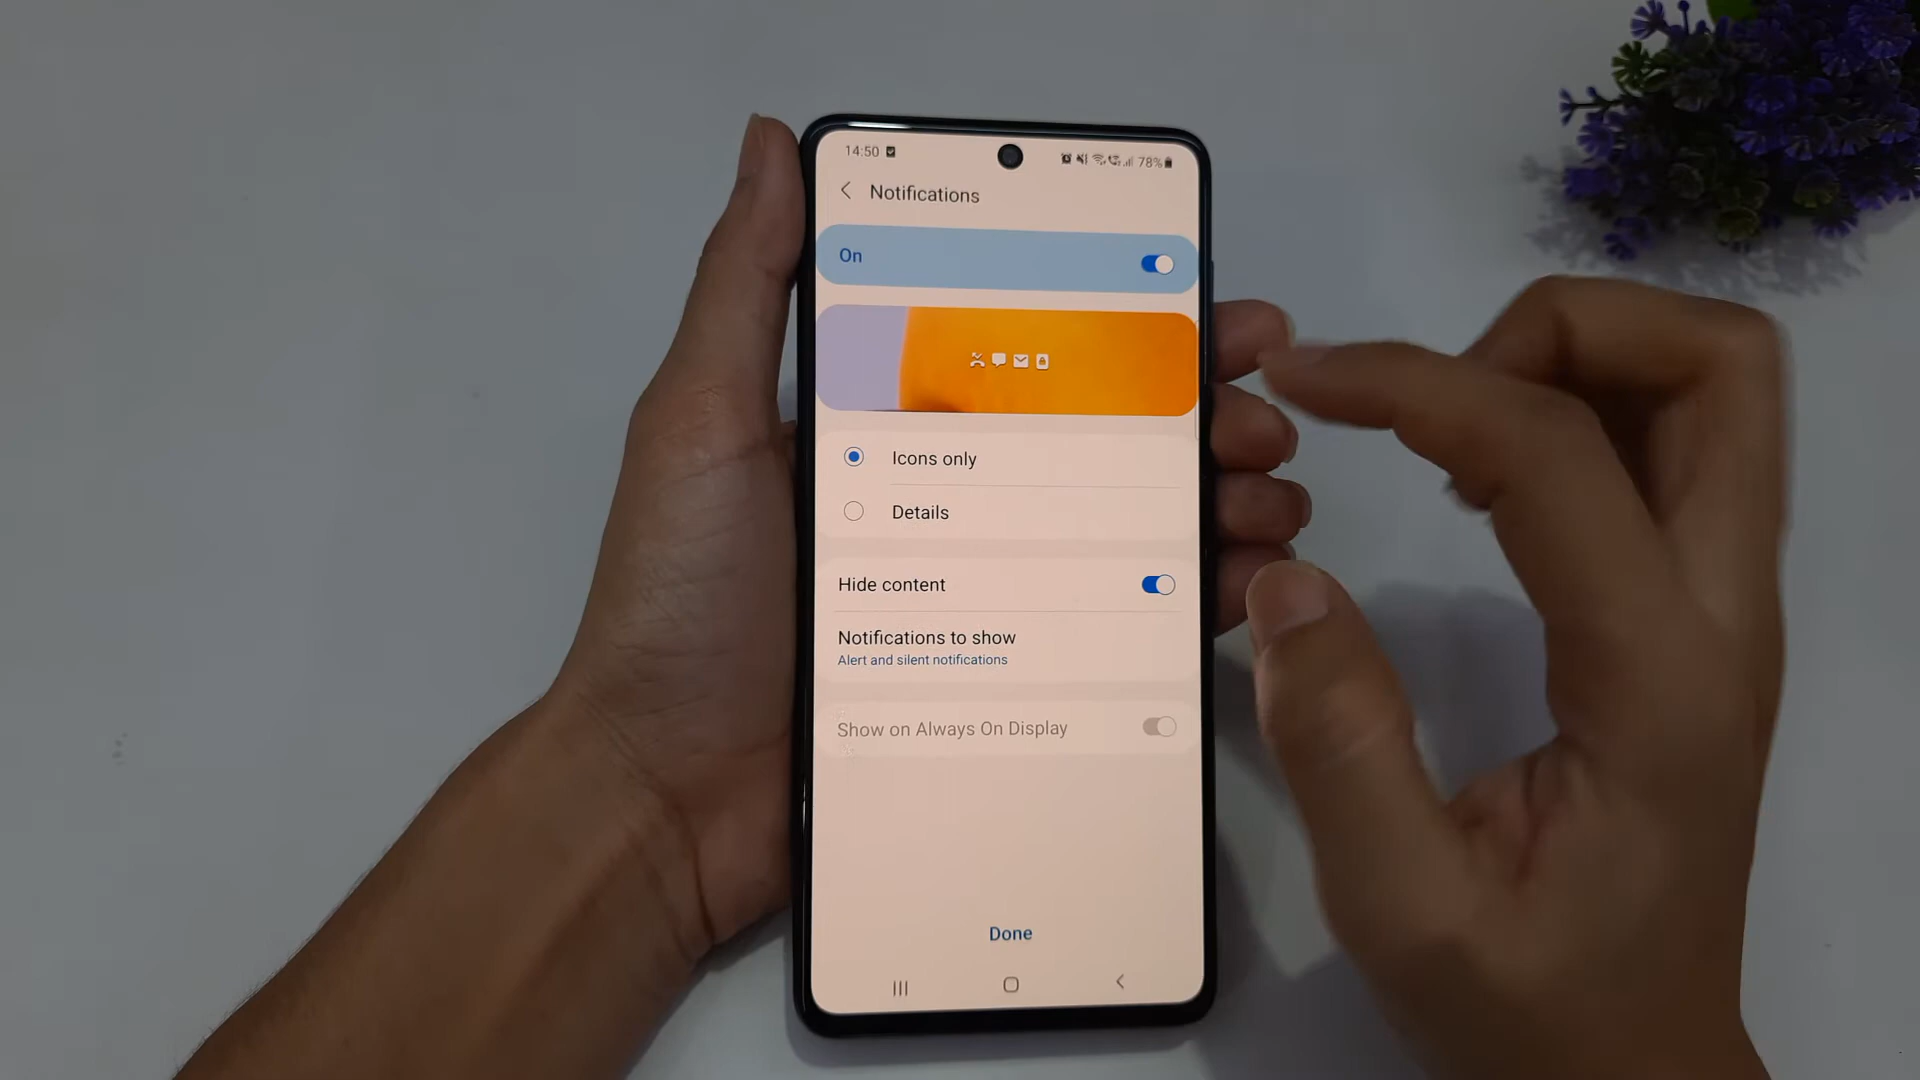 14:50
78%
Notifications
On
Icons only
Details
Hide content
Notifications to show
Alert and silent notifications
Show on Always On Display
Done